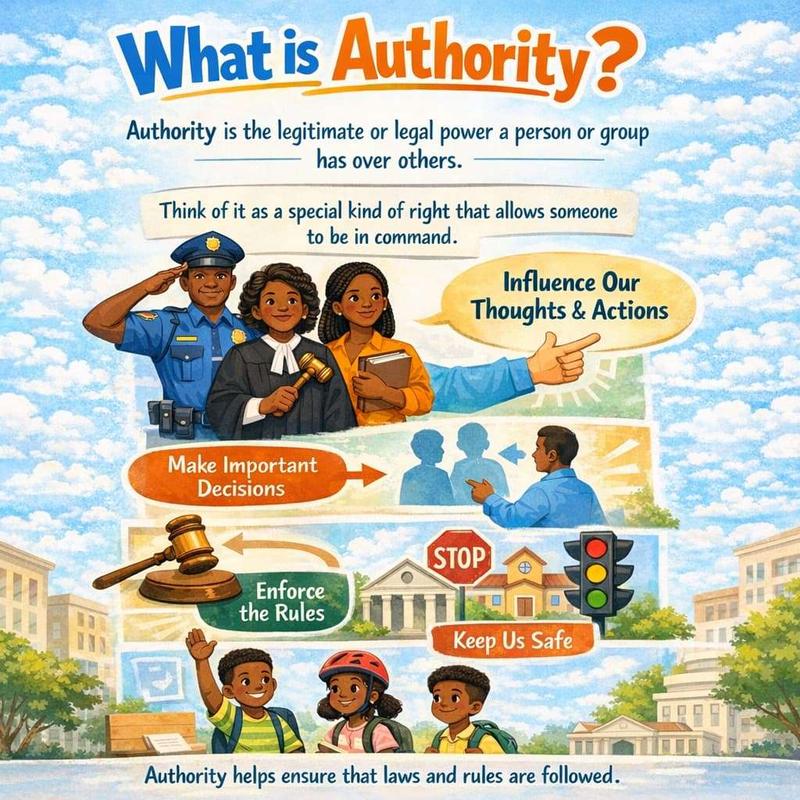 What is Authority?
Authority is the legitimate or legal power a person or group
has over others.
Think of it as a special kind of right that allows someone
to be in command.
Influence Our
Thoughts & Actions
Make Important
Decisions
STOP
Enforce
the Rules
Keep Us Safe
Authority helps ensure that laws and rules are followed.